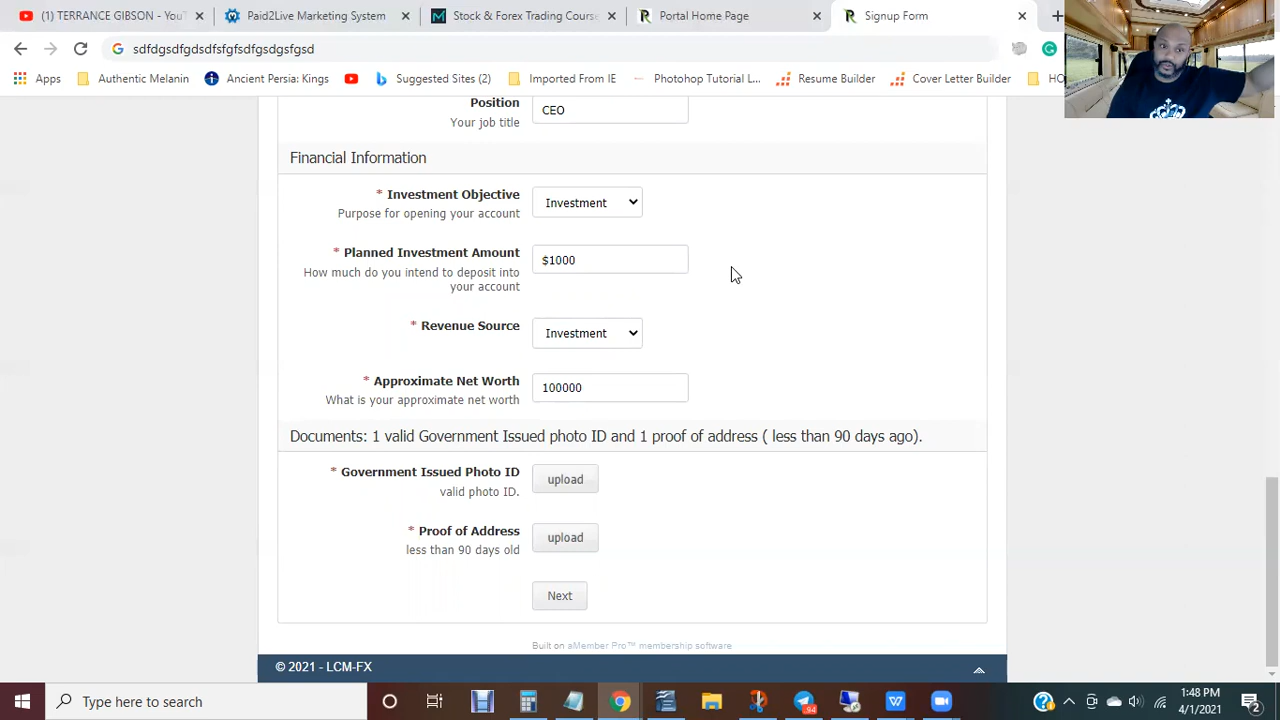 (1) TERRANCE GIBSON - YouT
Paid2Live Marketing System
Stock & Forex Trading Course
Portal Home Page
Signup Form
sdfdgsdfgdsdfsfgfsdfgsdgsfgsd
Apps
Authentic Melanin
Ancient Persia: Kings
Suggested Sites (2)
Imported From IE
Photohop Tutorial L...
Resume Builder
Cover Letter Builder
HO
Position
Your job title
CEO
Financial Information
* Investment Objective
Purpose for opening your account
Investment
* Planned Investment Amount
How much do you intend to deposit into
your account
$1000
* Revenue Source
Investment
* Approximate Net Worth
What is your approximate net worth
100000
Documents: 1 valid Government Issued photo ID and 1 proof of address ( less than 90 days ago).
* Government Issued Photo ID
valid photo ID.
upload
* Proof of Address
less than 90 days old
upload
Next
Built on aMember Pro™ membership software
© 2021 - LCM-FX
Type here to search
94
1:48 PM
4/1/2021
2